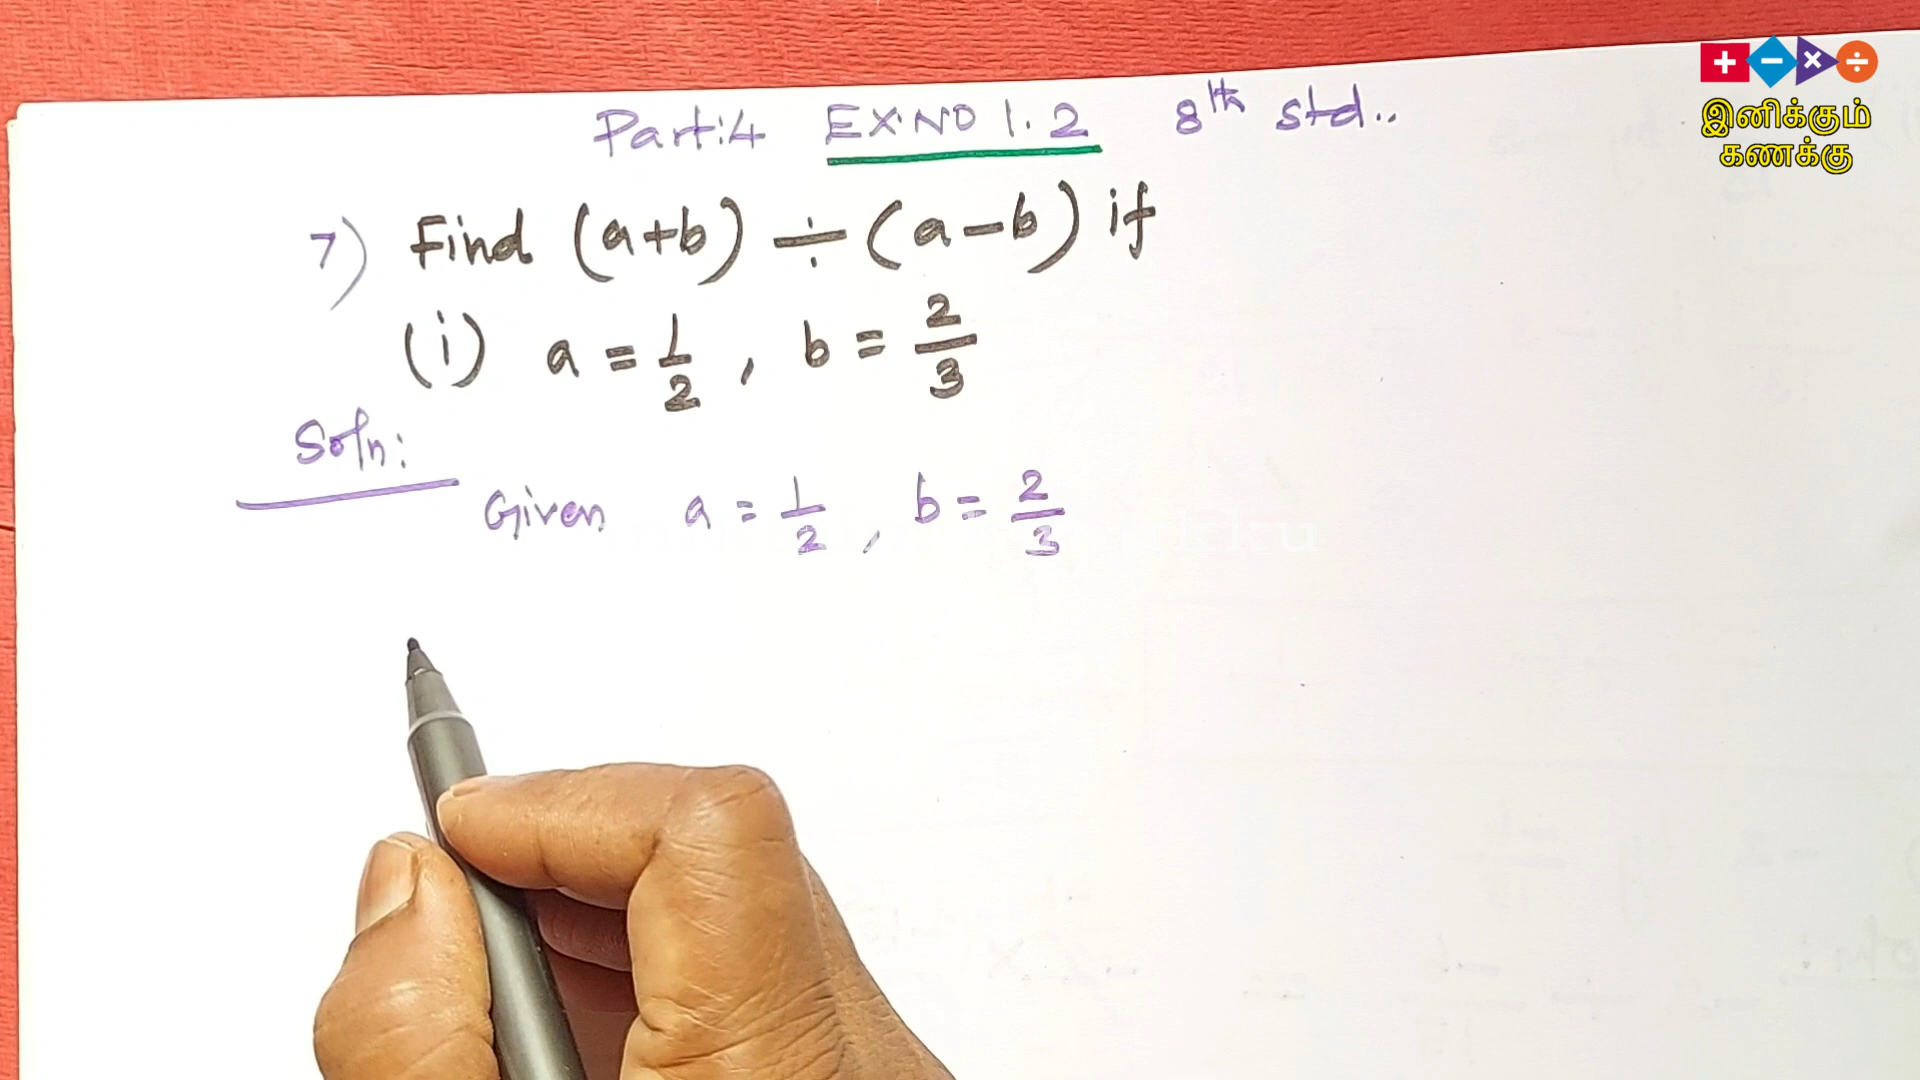 Part:4 EX.NO 1.2 8th std..
இனிக்கும்
கணக்கு
7) Find (a+b) ÷ (a-b) if
(i) a = 1/2 , b = 2/3
Soln:
Given a = 1/2 , b = 2/3